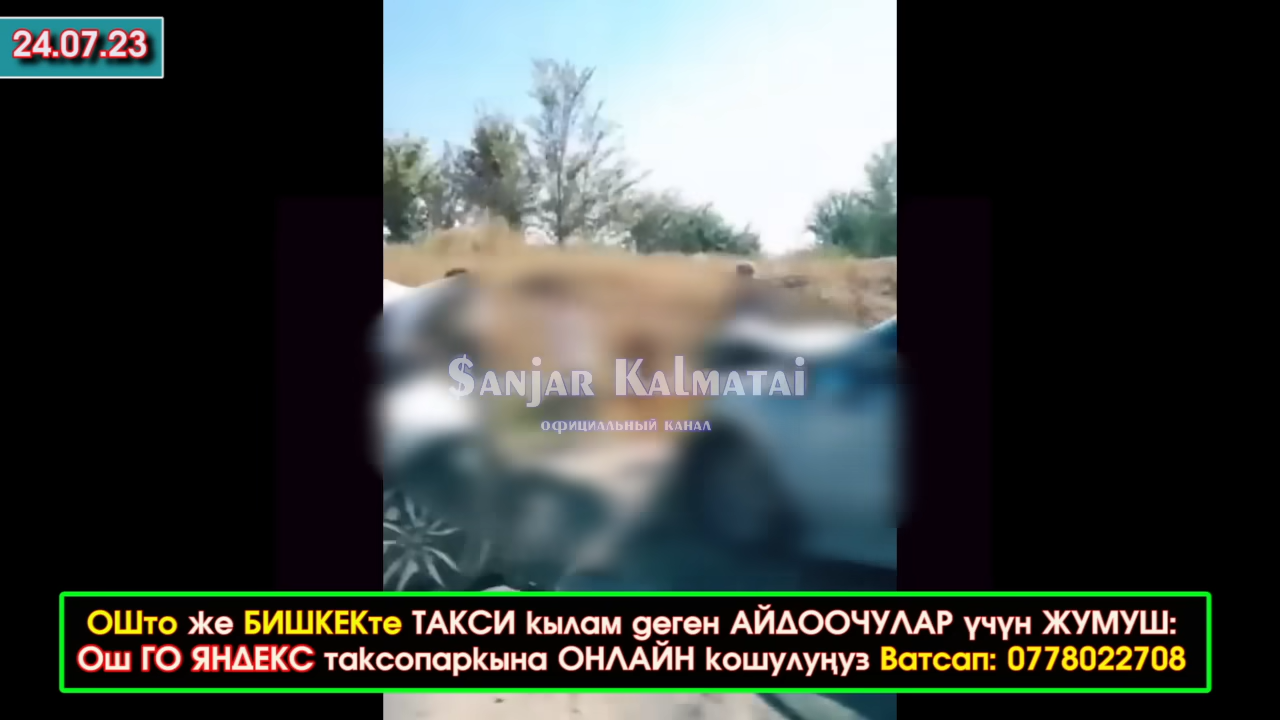 24.07.23
Sanjar Kalmatai
официальный канал
ОШто же БИШКЕКте ТАКСИ кылам деген АЙДООЧУЛАР үчүн ЖУМУШ:
Ош ГО ЯНДЕКС таксопаркына ОНЛАЙН кошулуңуз Ватсап: 0778022708